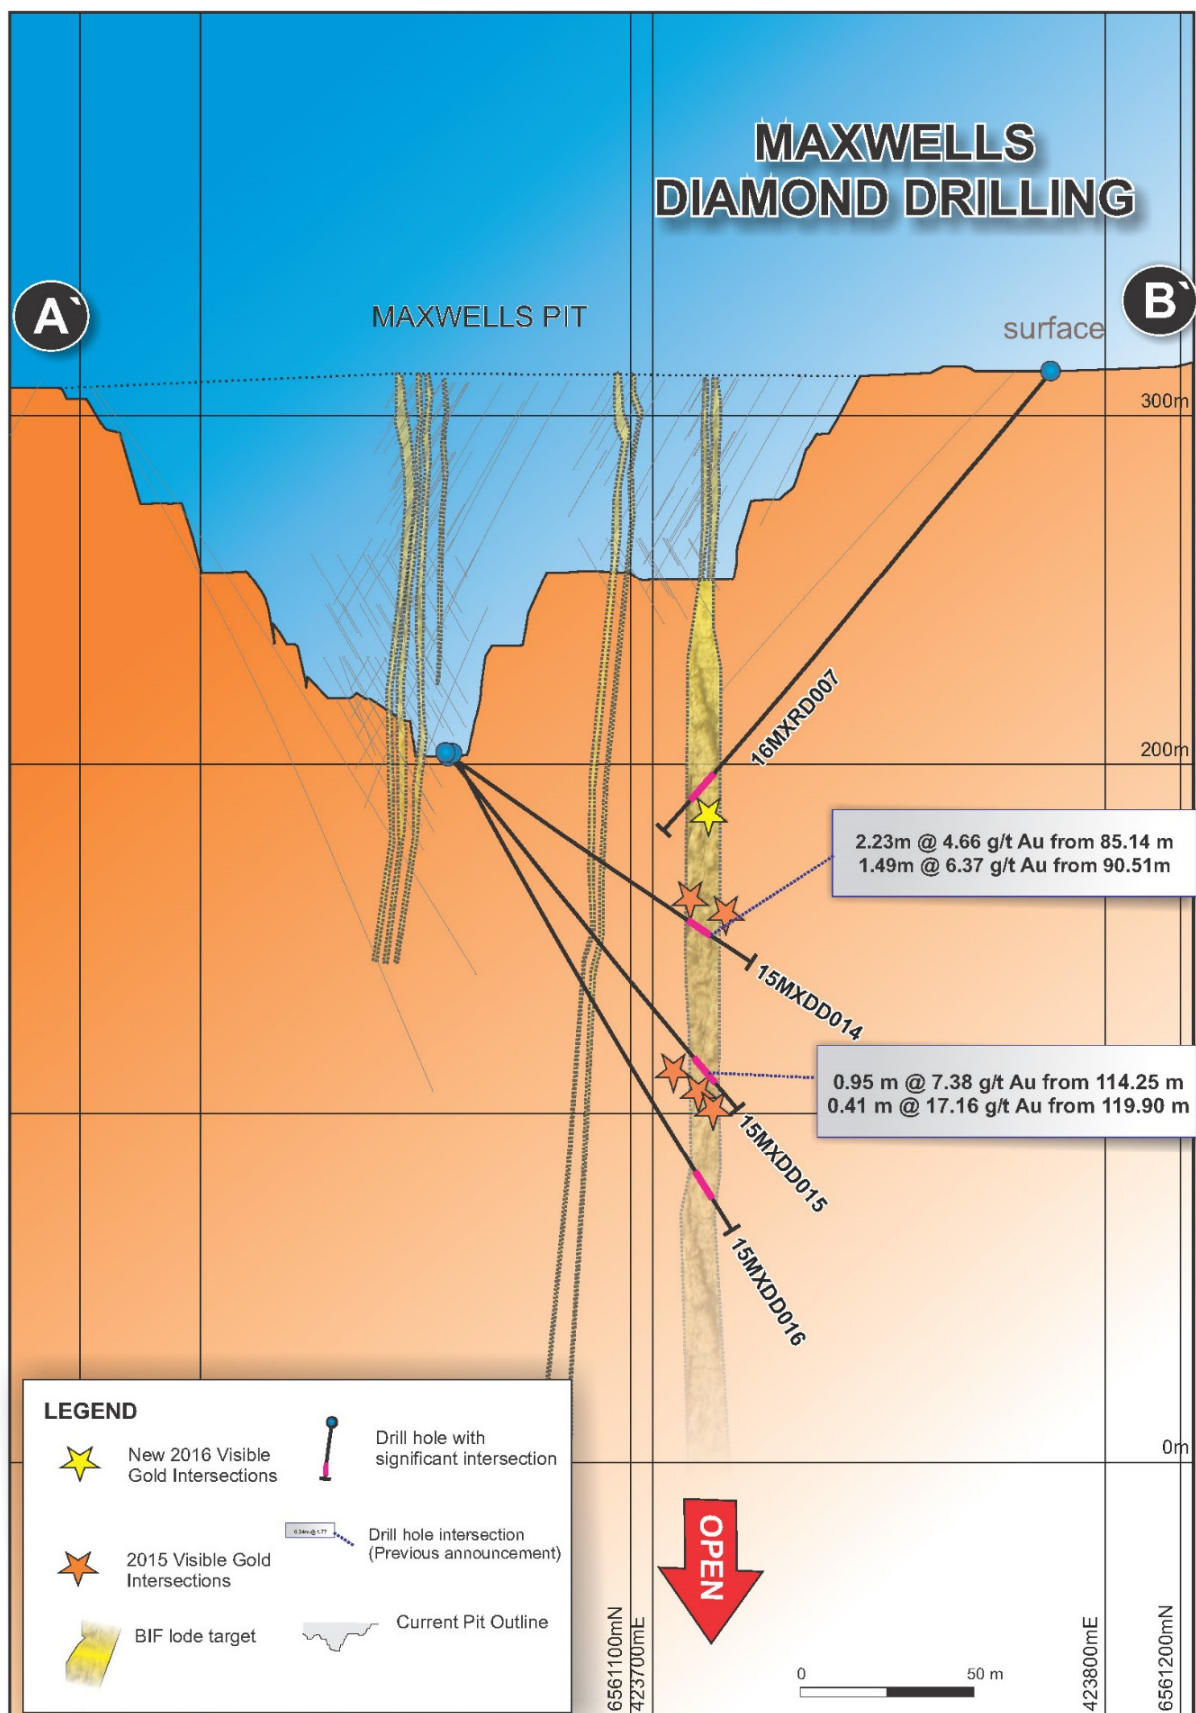 MAXWELLS
DIAMOND DRILLING
A`
B`
MAXWELLS PIT
surface
300m
200m
16MXRD007
2.23m @ 4.66 g/t Au from 85.14 m
1.49m @ 6.37 g/t Au from 90.51m
15MXDD014
0.95 m @ 7.38 g/t Au from 114.25 m
0.41 m @ 17.16 g/t Au from 119.90 m
15MXDD015
15MXDD016
0m
OPEN
LEGEND
New 2016 Visible
Gold Intersections
Drill hole with
significant intersection
2015 Visible Gold
Intersections
Drill hole intersection
(Previous announcement)
BIF lode target
Current Pit Outline
6561100mN
423700mE
0
50 m
423800mE
6561200mN